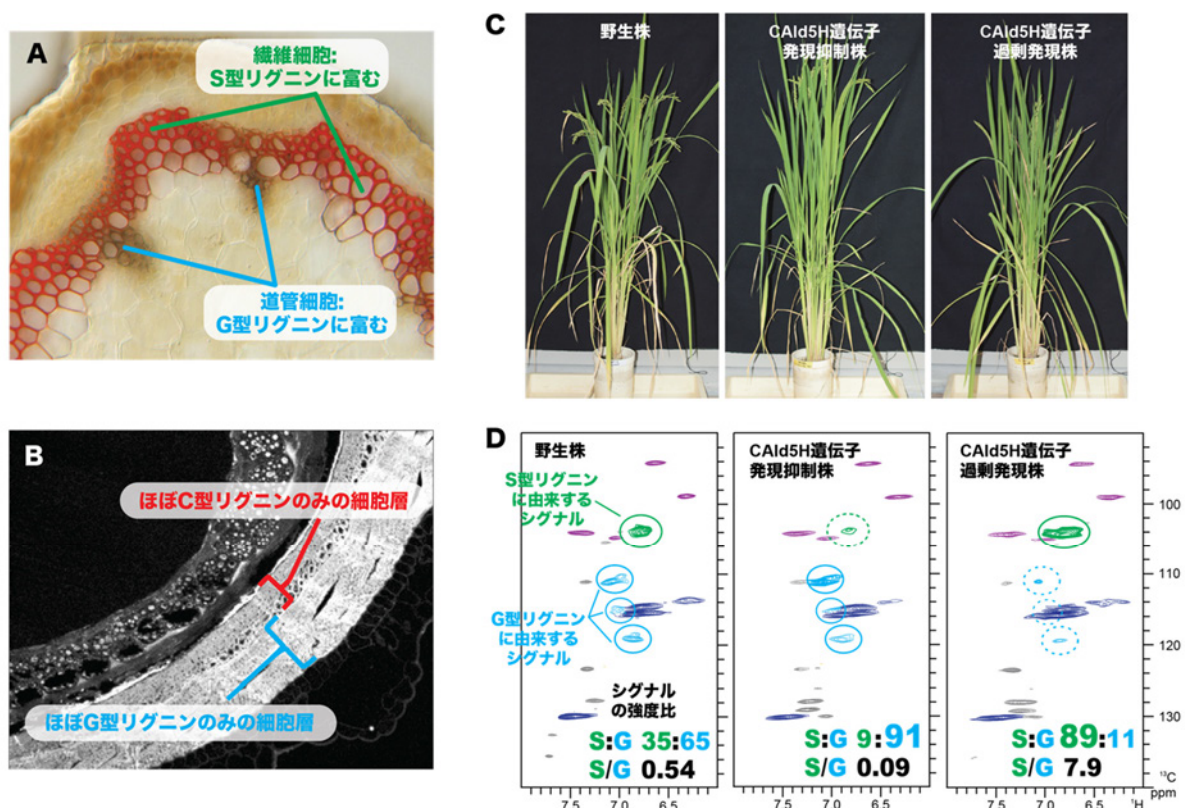 A
繊維細胞:
S型リグニンに富む
道管細胞:
G型リグニンに富む
B
ほぼC型リグニンのみの細胞層
ほぼG型リグニンのみの細胞層
C
野生株
CAld5H遺伝子
発現抑制株
CAld5H遺伝子
過剰発現株
D
野生株
S型リグニン
に由来する
シグナル
G型リグニン
に由来する
シグナル
シグナル
の強度比
S:G 35:65
S/G 0.54
7.5 7.0 6.5
CAld5H遺伝子
発現抑制株
S:G 9:91
S/G 0.09
7.5 7.0 6.5
CAld5H遺伝子
過剰発現株
S:G 89:11
S/G 7.9
7.5 7.0 6.5 ¹H
100
110
120
130
¹³C
ppm